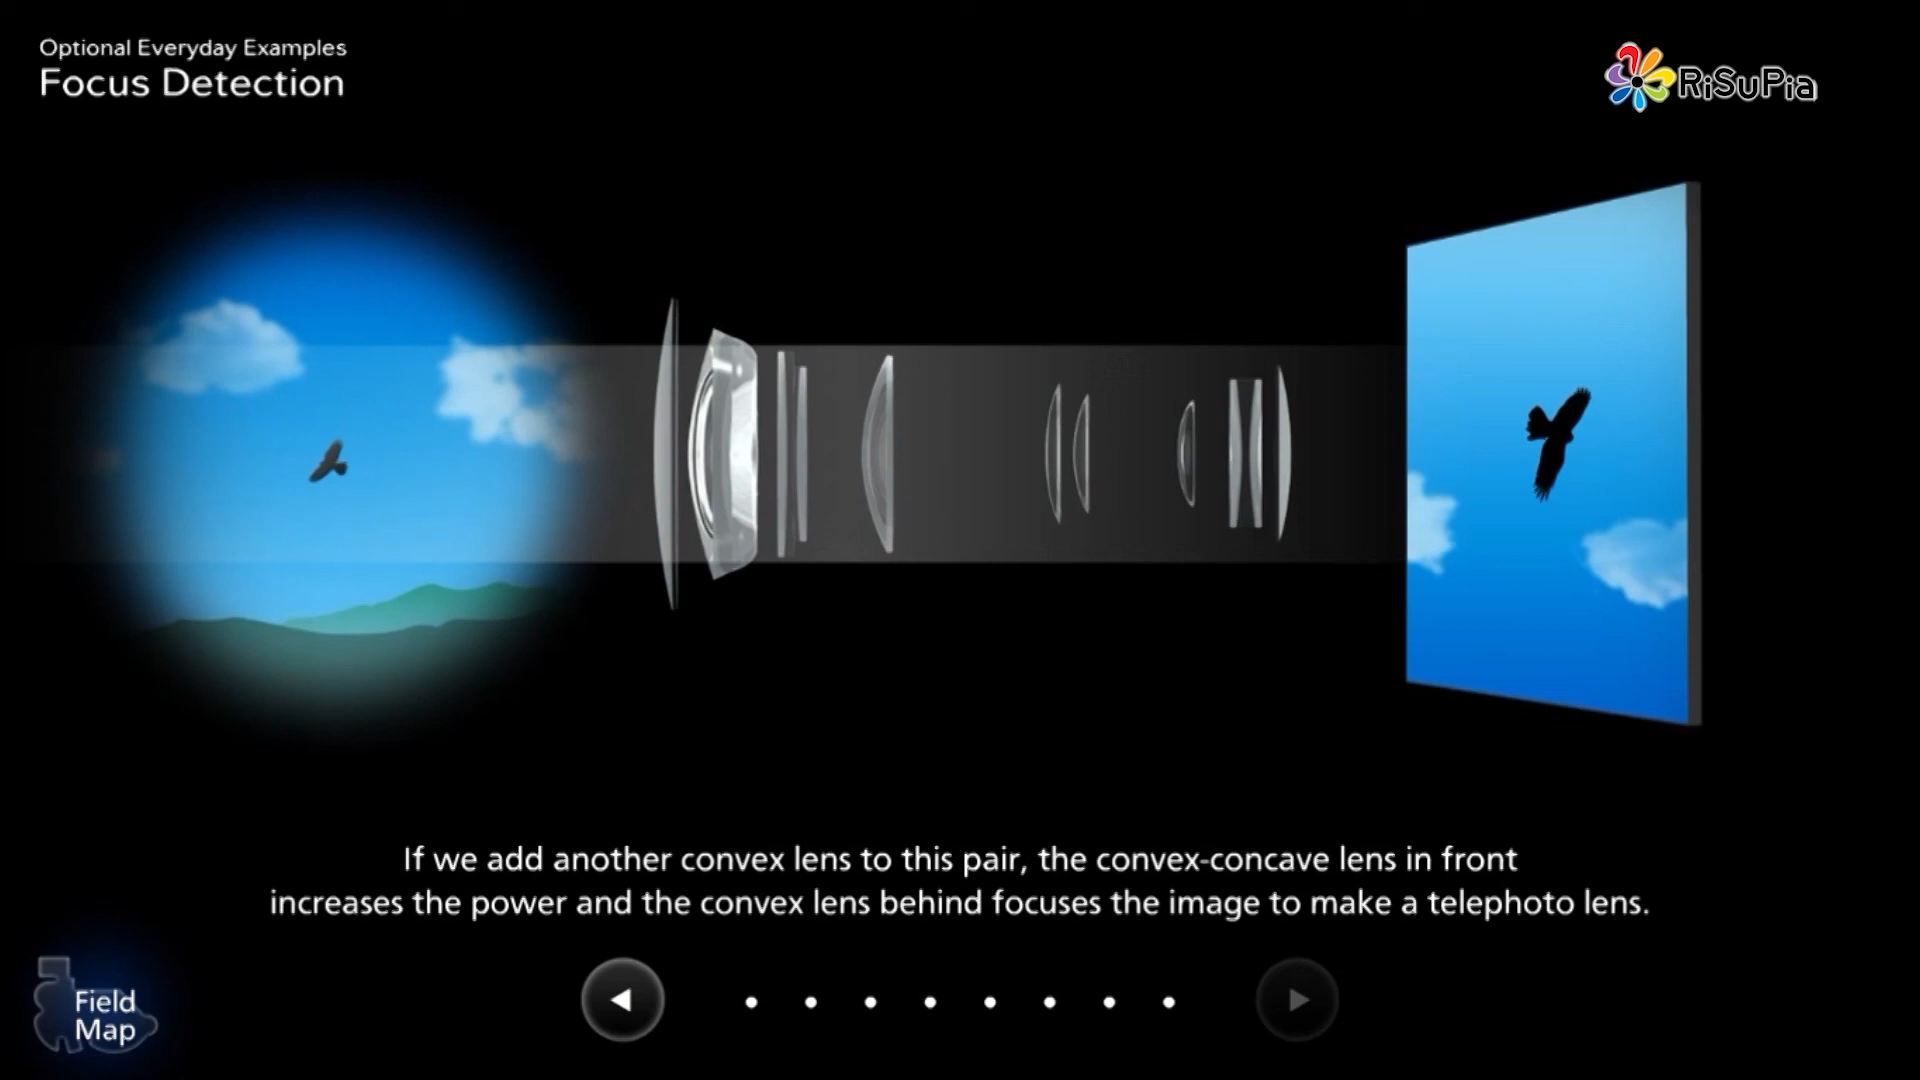 Optional Everyday Examples
Focus Detection
RiSuPia
If we add another convex lens to this pair, the convex-concave lens in front
increases the power and the convex lens behind focuses the image to make a telephoto lens.
Field
Map